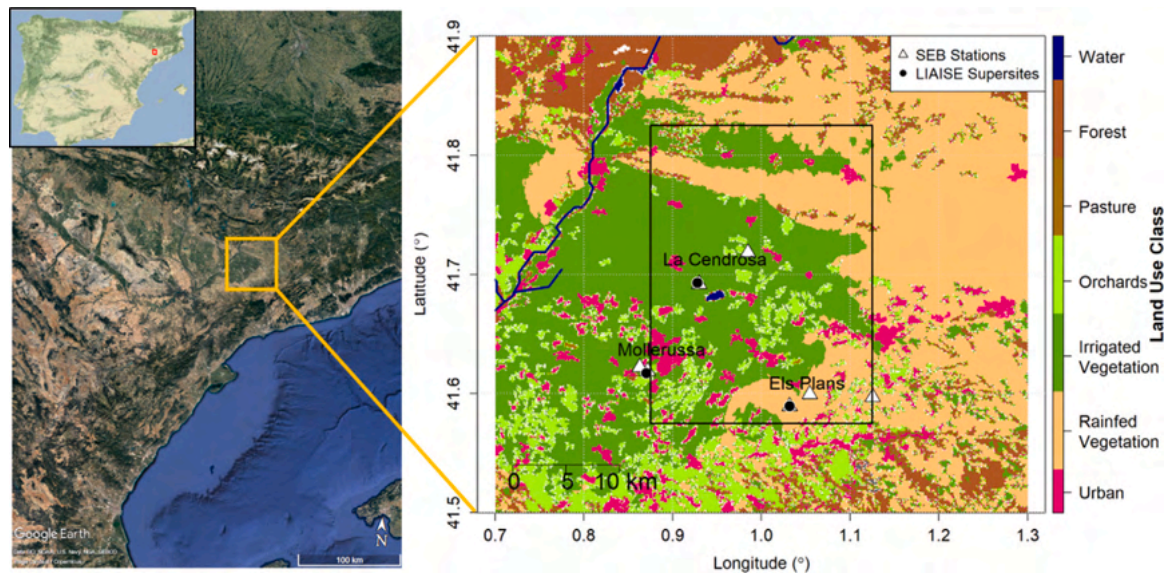 Google Earth
100 km
N
41.9
41.8
41.7
41.6
41.5
Latitude (°)
0.7 0.8 0.9 1.0 1.1 1.2 1.3
Longitude (°)
SEB Stations
LIAISE Supersites
La Cendrosa
Mollerussa
Els Plans
0 5 10 km
Water
Forest
Pasture
Orchards
Irrigated
Vegetation
Rainfed
Vegetation
Urban
Land Use Class